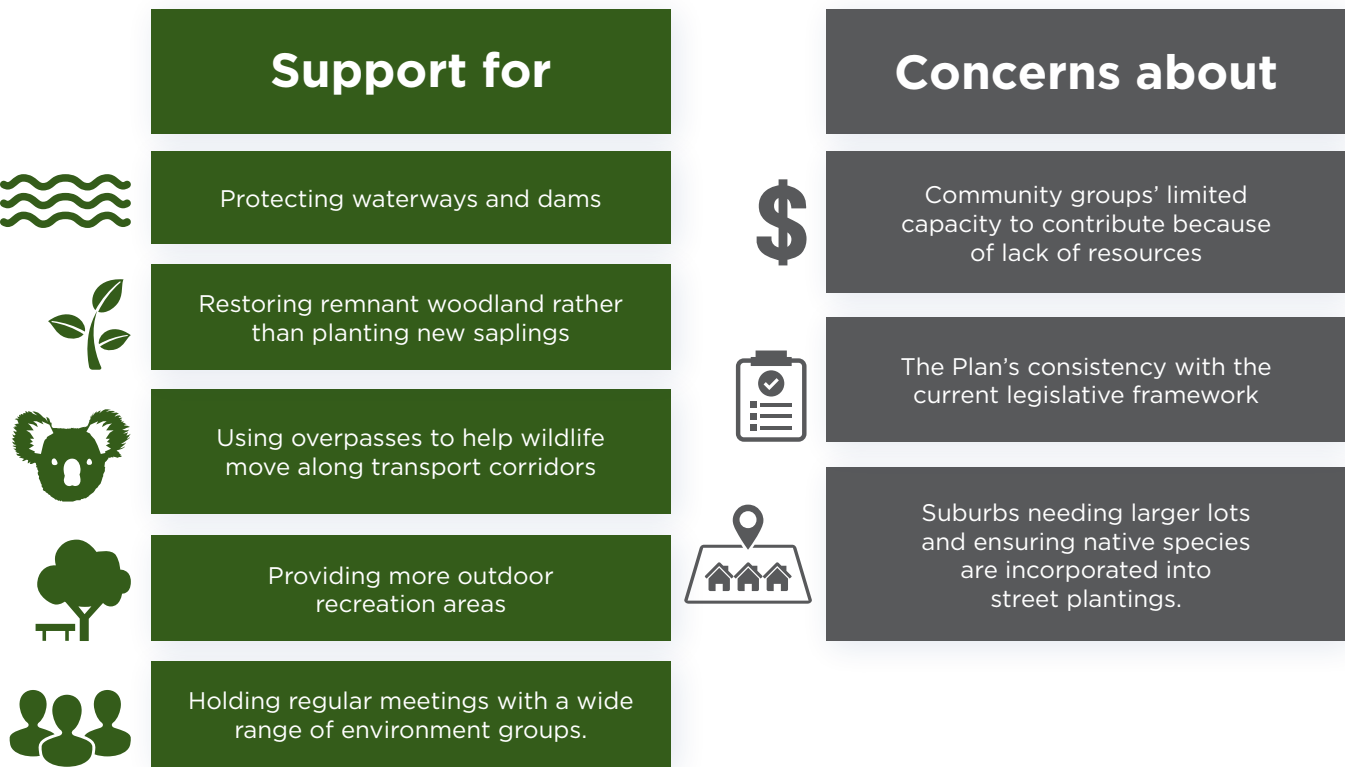 Support for
Protecting waterways and dams
Restoring remnant woodland rather
than planting new saplings
Using overpasses to help wildlife
move along transport corridors
Providing more outdoor
recreation areas
Holding regular meetings with a wide
range of environment groups.
Concerns about
$
Community groups’ limited
capacity to contribute because
of lack of resources
The Plan’s consistency with the
current legislative framework
Suburbs needing larger lots
and ensuring native species
are incorporated into
street plantings.